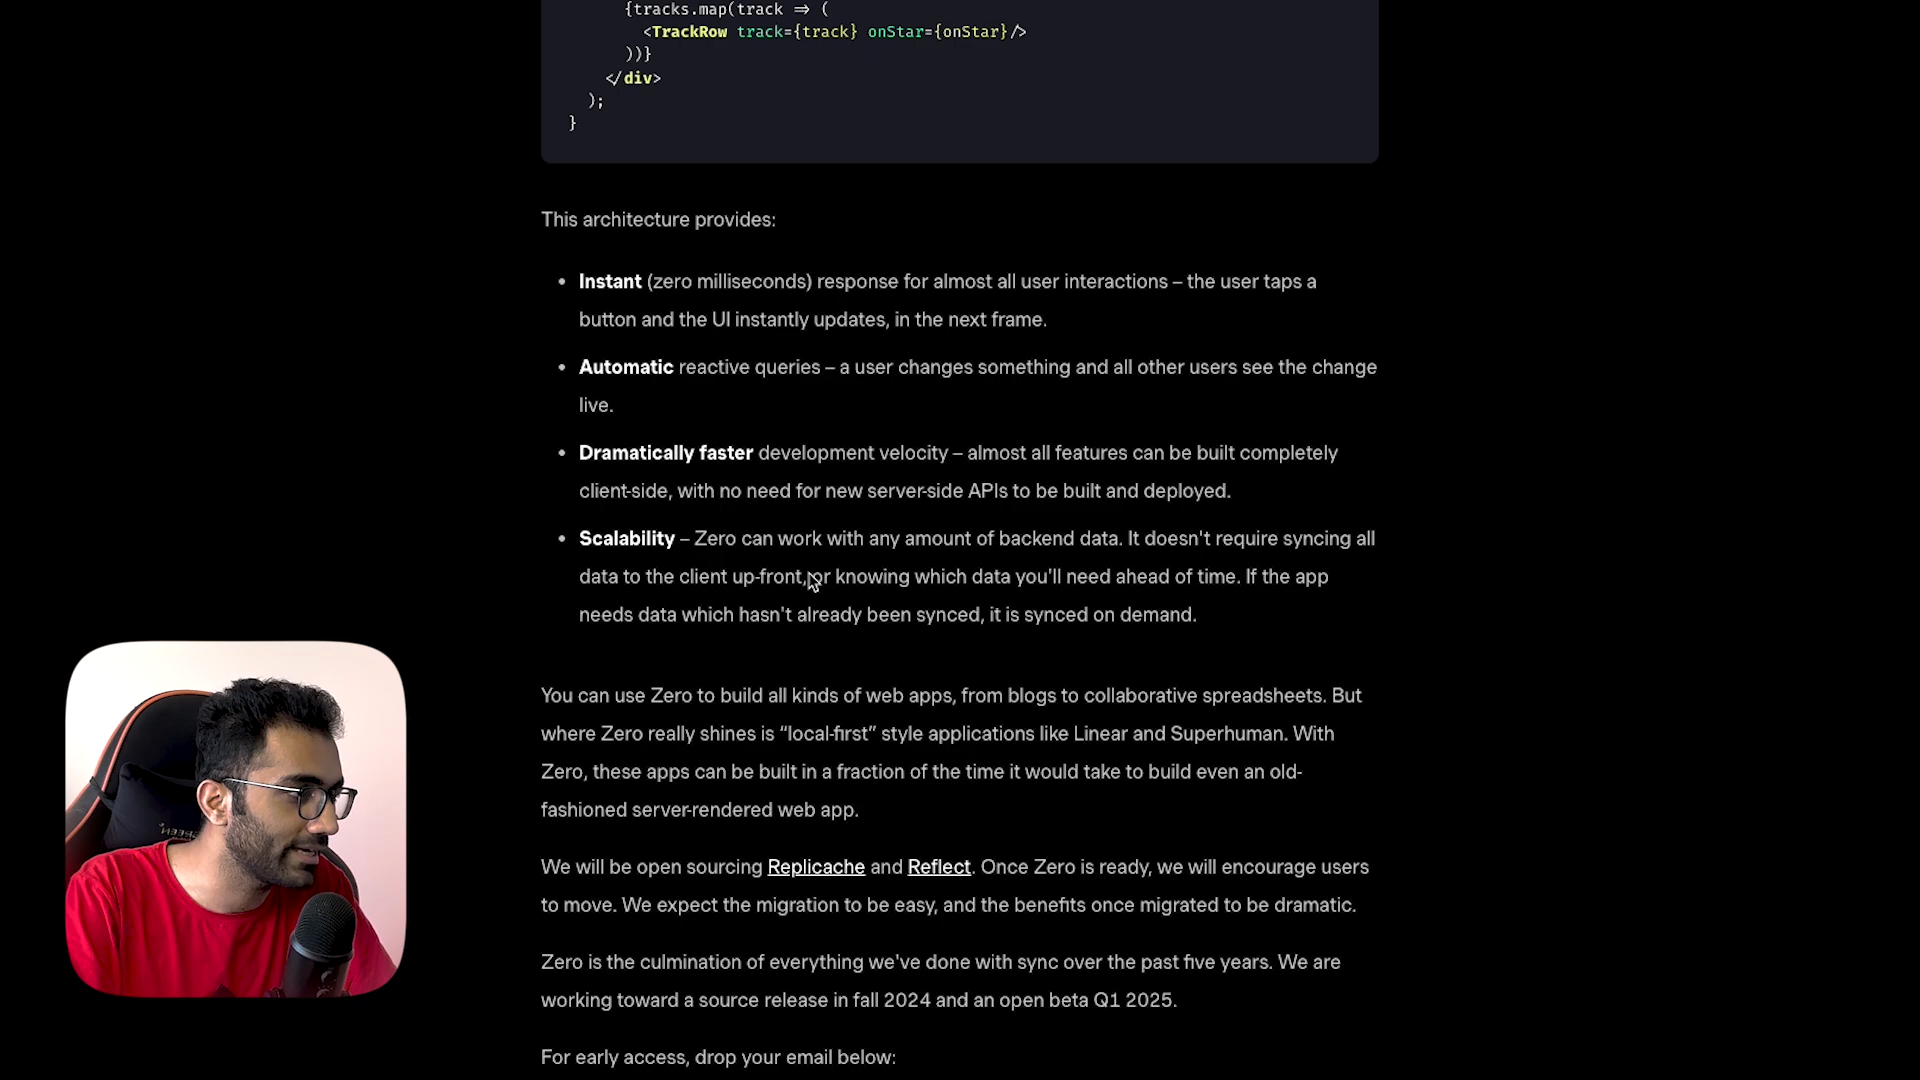 {tracks.map(track => (
<TrackRow track={track} onStar={onStar}/>
))}
</div>
);
}
This architecture provides:
• Instant (zero milliseconds) response for almost all user interactions – the user taps a
button and the UI instantly updates, in the next frame.
• Automatic reactive queries – a user changes something and all other users see the change
live.
• Dramatically faster development velocity – almost all features can be built completely
client-side, with no need for new server-side APIs to be built and deployed.
• Scalability – Zero can work with any amount of backend data. It doesn't require syncing all
data to the client up-front, or knowing which data you'll need ahead of time. If the app
needs data which hasn't already been synced, it is synced on demand.
You can use Zero to build all kinds of web apps, from blogs to collaborative spreadsheets. But
where Zero really shines is “local-first” style applications like Linear and Superhuman. With
Zero, these apps can be built in a fraction of the time it would take to build even an old-
fashioned server-rendered web app.
We will be open sourcing Replicache and Reflect. Once Zero is ready, we will encourage users
to move. We expect the migration to be easy, and the benefits once migrated to be dramatic.
Zero is the culmination of everything we've done with sync over the past five years. We are
working toward a source release in fall 2024 and an open beta Q1 2025.
For early access, drop your email below: